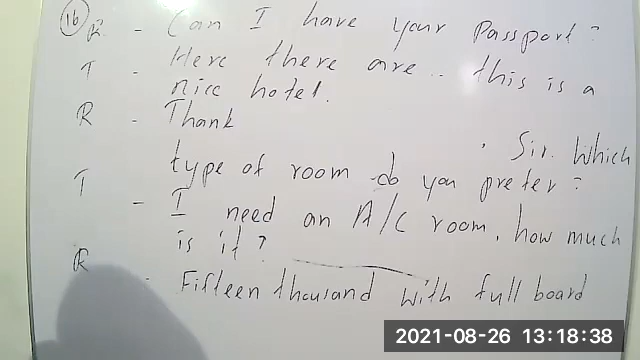 16
R - Can I have your Passport?
T - Here there are.. this is a
nice hotel.
R - Thank
. Sir. Which
type of room do you prefer?
T - I need an A/C room. how much
is it?
R - Fifteen thousand with full board
2021-08-26 13:18:38